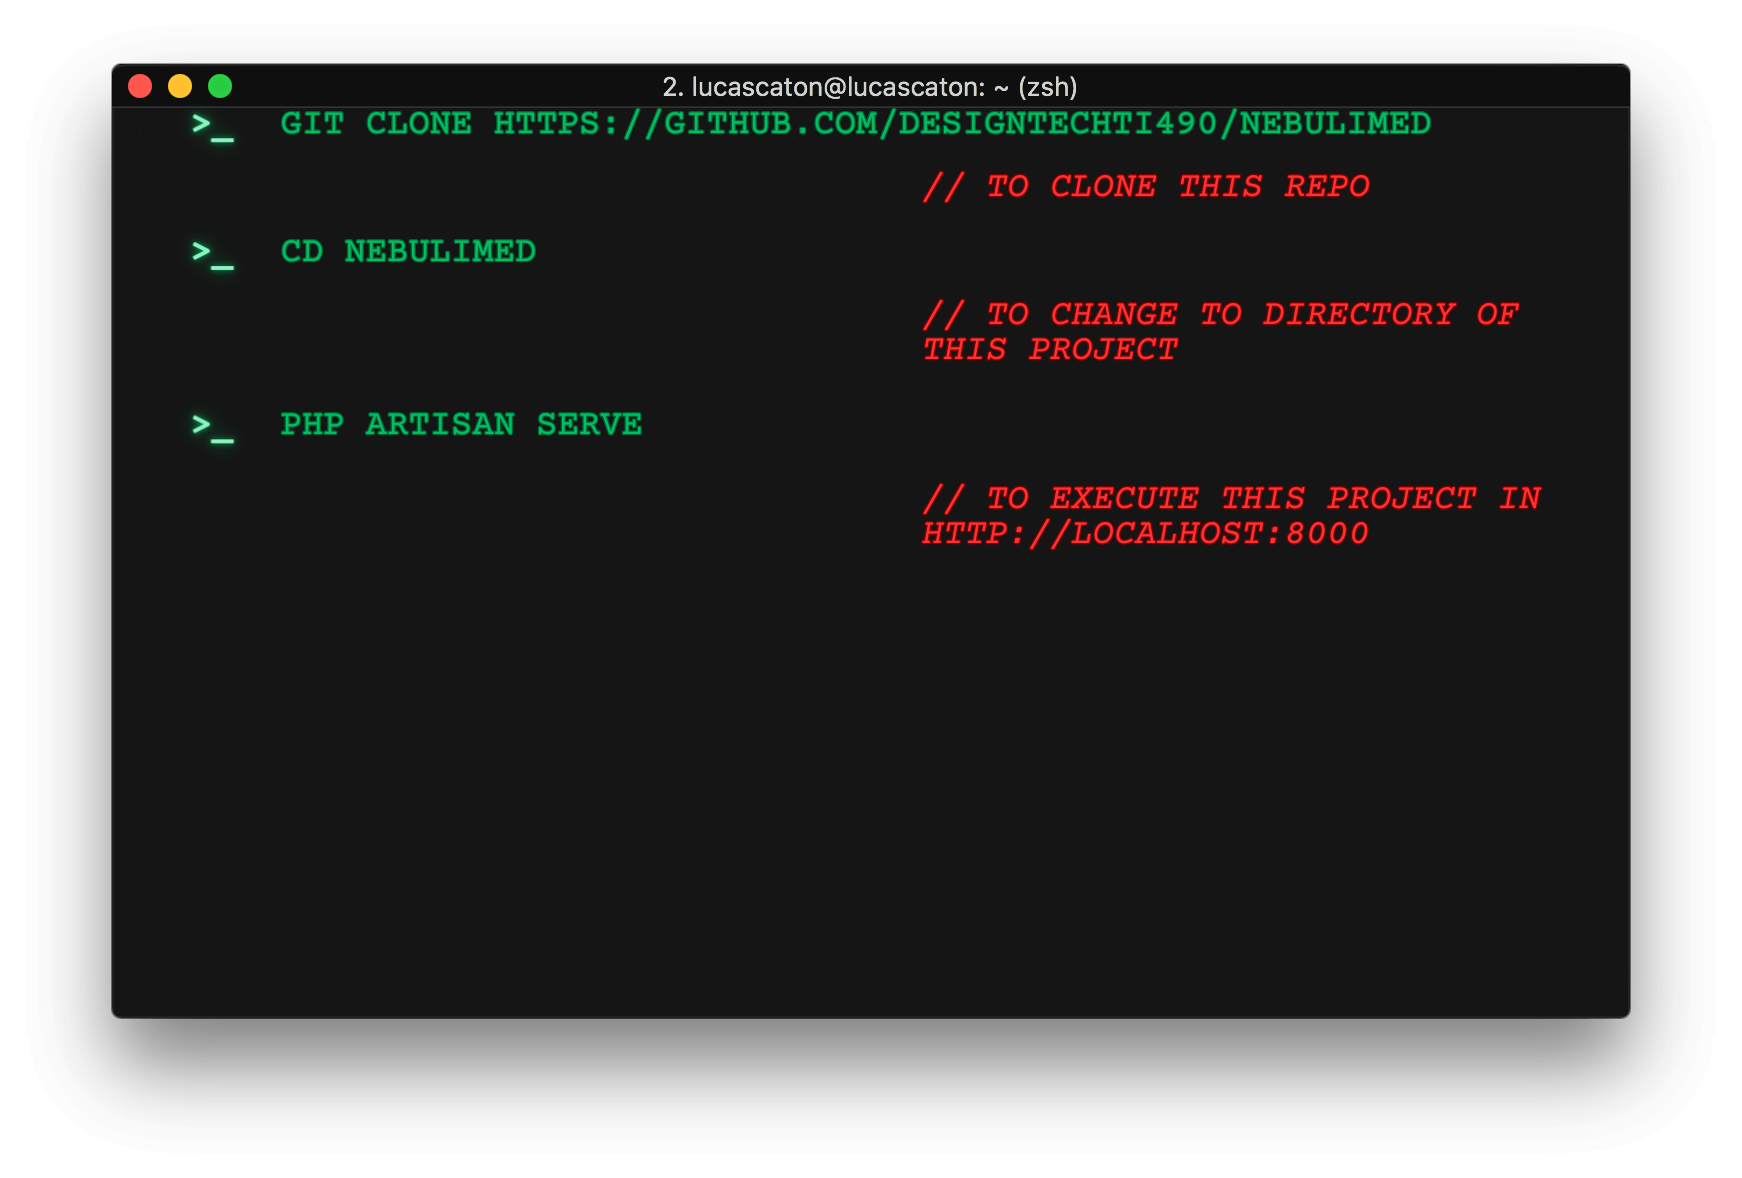 2. lucascaton@lucascaton: ~ (zsh)
>_ GIT CLONE HTTPS://GITHUB.COM/DESIGNTECHTI490/NEBULIMED
// TO CLONE THIS REPO
>_ CD NEBULIMED
// TO CHANGE TO DIRECTORY OF
THIS PROJECT
>_ PHP ARTISAN SERVE
// TO EXECUTE THIS PROJECT IN
HTTP://LOCALHOST:8000